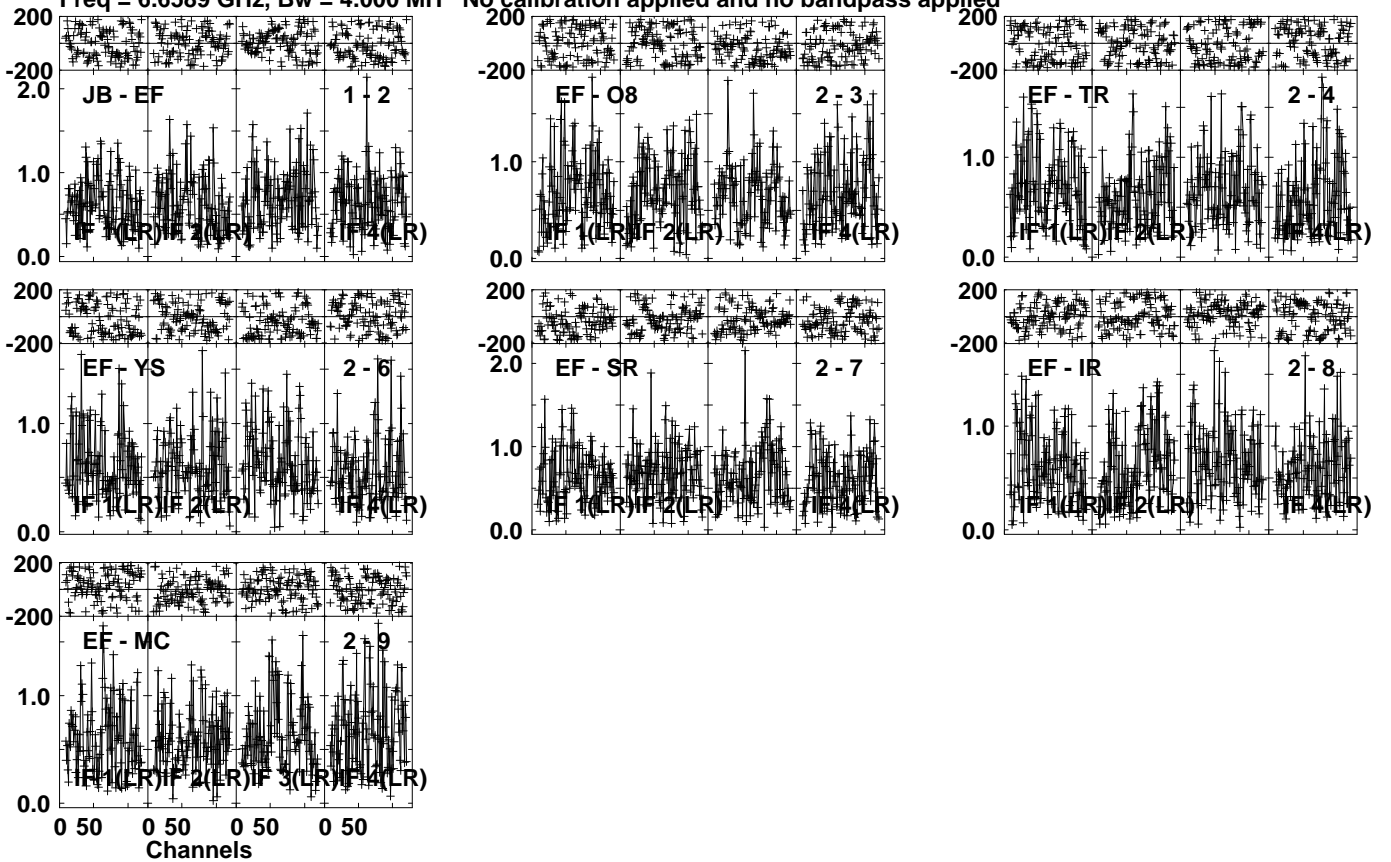 Freq = 6.6589 GHz, Bw = 4.000 MH No calibration applied and no bandpass applied
200
-200
2.0
1.0
0.0
JB - EF 1 - 2
IF 1(LR) IF 2(LR) IF 4(LR)
200
-200
1.0
0.0
EF - O8 2 - 3
IF 1(LR) IF 2(LR) IF 4(LR)
200
-200
1.0
0.0
EF - TR 2 - 4
IF 1(LR) IF 2(LR) IF 4(LR)
200
-200
1.0
0.0
EF - YS 2 - 6
IF 1(LR) IF 2(LR) IF 4(LR)
200
-200
2.0
1.0
0.0
EF - SR 2 - 7
IF 1(LR) IF 2(LR) IF 4(LR)
200
-200
1.0
0.0
EF - IR 2 - 8
IF 1(LR) IF 2(LR) IF 4(LR)
200
-200
1.0
0.0
EF - MC 2 - 9
IF 1(LR) IF 2(LR) IF 3(LR) IF 4(LR)
0 50 0 50 0 50 0 50
Channels